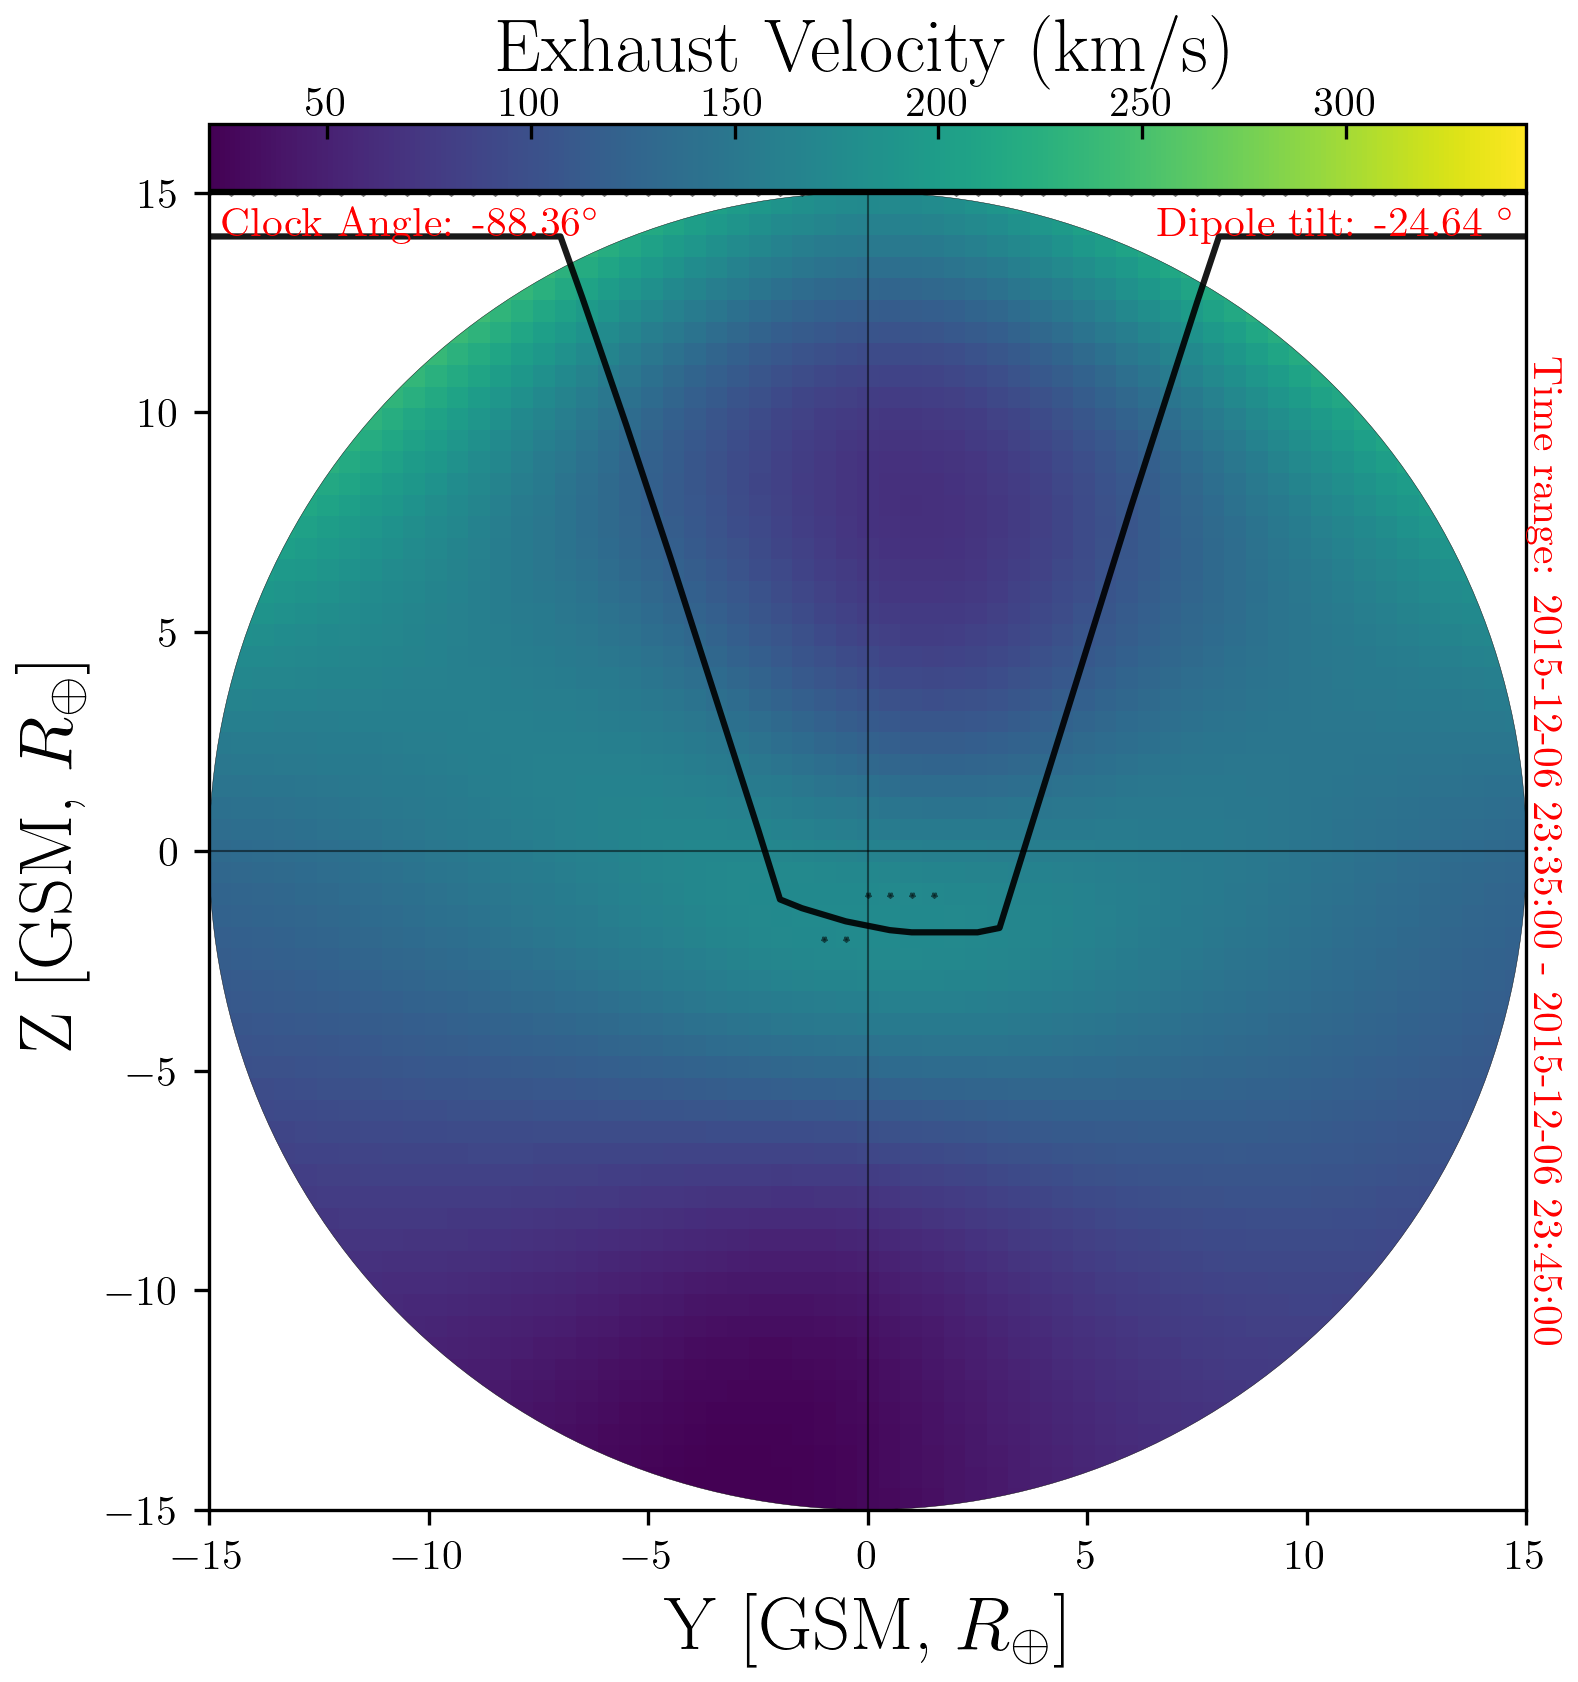 Exhaust Velocity (km/s)
50 100 150 200 250 300
Clock Angle: -88.36°
Dipole tilt: -24.64 °
15
10
5
0
−5
−10
−15
Z [GSM, R⊕]
−15 −10 −5 0 5 10 15
Y [GSM, R⊕]
Time range: 2015-12-06 23:35:00 - 2015-12-06 23:45:00